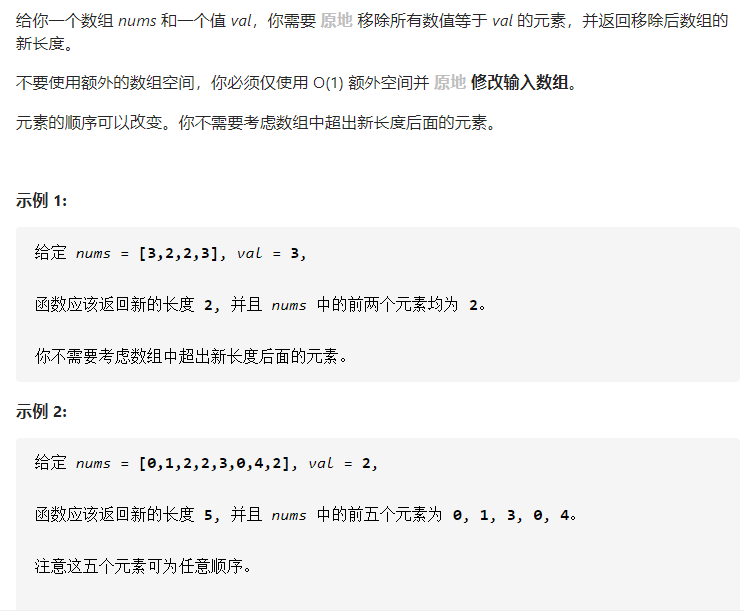 给你一个数组 nums 和一个值 val，你需要 原地 移除所有数值等于 val 的元素，并返回移除后数组的
新长度。
不要使用额外的数组空间，你必须仅使用 O(1) 额外空间并 原地 修改输入数组。
元素的顺序可以改变。你不需要考虑数组中超出新长度后面的元素。
示例 1:
给定 nums = [3,2,2,3], val = 3,
函数应该返回新的长度 2, 并且 nums 中的前两个元素均为 2。
你不需要考虑数组中超出新长度后面的元素。
示例 2:
给定 nums = [0,1,2,2,3,0,4,2], val = 2,
函数应该返回新的长度 5, 并且 nums 中的前五个元素为 0, 1, 3, 0, 4。
注意这五个元素可为任意顺序。